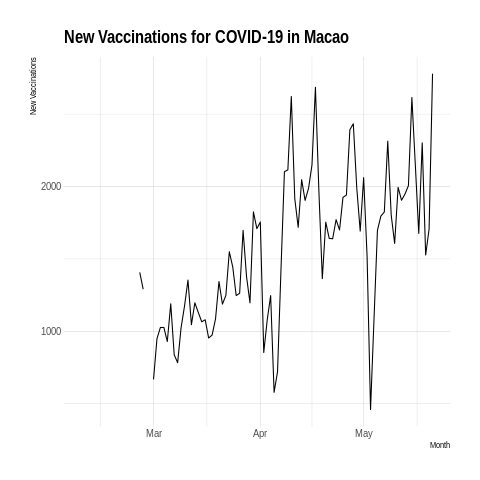 New Vaccinations for COVID-19 in Macao
New Vaccinations
2000
1000
Mar Apr May
Month